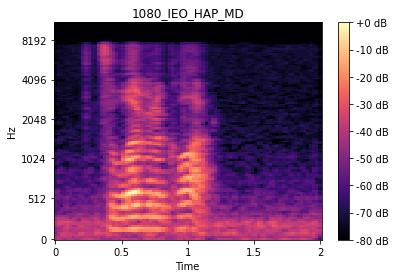 1080_IEO_HAP_MD
+0 dB
8192
-10 dB
4096
-20 dB
-30 dB
2048
Hz
-40 dB
1024
-50 dB
512
-60 dB
-70 dB
0
-80 dB
0
0.5
1
1.5
2
Time